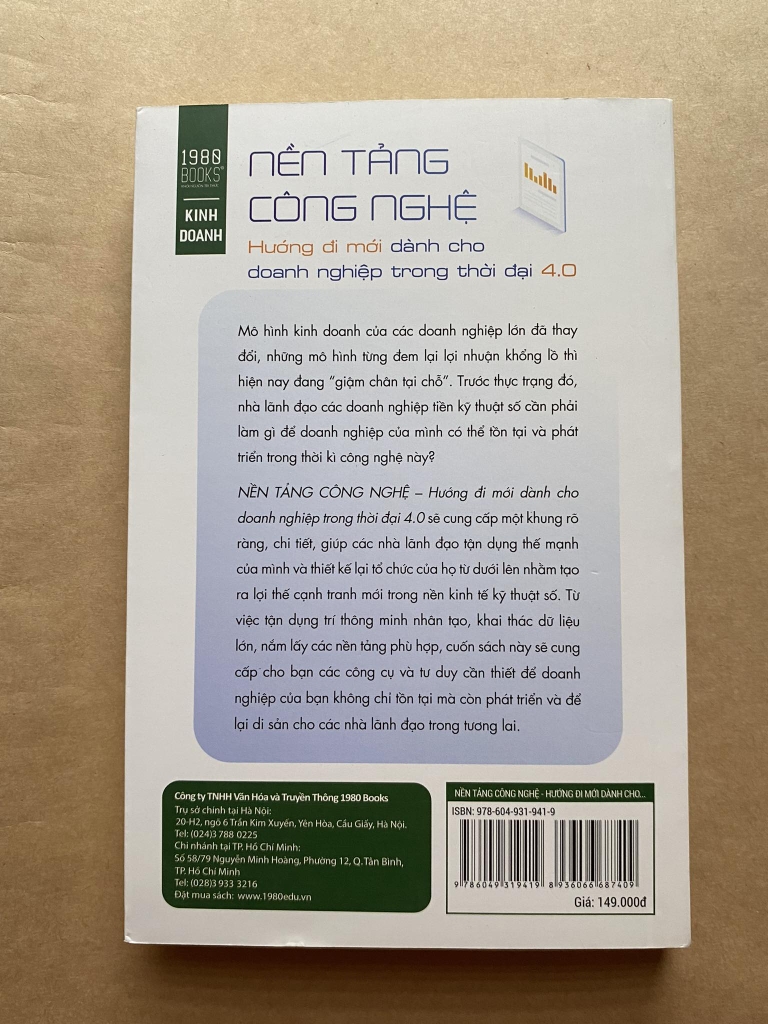 1980
BOOKS®
KINH
DOANH
NỀN TẢNG
CÔNG NGHỆ
Hướng đi mới dành cho
doanh nghiệp trong thời đại 4.0
Mô hình kinh doanh của các doanh nghiệp lớn đã thay
đổi, những mô hình từng đem lại lợi nhuận khổng lồ thì
hiện nay đang "giậm chân tại chỗ". Trước thực trạng đó,
nhà lãnh đạo các doanh nghiệp tiền kỹ thuật số cần phải
làm gì để doanh nghiệp của mình có thể tồn tại và phát
triển trong thời kì công nghệ này?
NỀN TẢNG CÔNG NGHỆ – Hướng đi mới dành cho
doanh nghiệp trong thời đại 4.0 sẽ cung cấp một khung rõ
ràng, chi tiết, giúp các nhà lãnh đạo tận dụng thế mạnh
của mình và thiết kế lại tổ chức của họ từ dưới lên nhằm tạo
ra lợi thế cạnh tranh mới trong nền kinh tế kỹ thuật số. Từ
việc tận dụng trí thông minh nhân tạo, khai thác dữ liệu
lớn, nắm lấy các nền tảng phù hợp, cuốn sách này sẽ cung
cấp cho bạn các công cụ và tư duy cần thiết để doanh
nghiệp của bạn không chỉ tồn tại mà còn phát triển và để
lại di sản cho các nhà lãnh đạo trong tương lai.
Công ty TNHH Văn Hóa và Truyền Thông 1980 Books
Trụ sở chính tại Hà Nội:
20-H2, ngõ 6 Trần Kim Xuyến, Yên Hòa, Cầu Giấy, Hà Nội.
Tel: (024)3 788 0225
Chi nhánh tại TP. Hồ Chí Minh:
Số 58/79 Nguyễn Minh Hoàng, Phường 12, Q.Tân Bình,
TP. Hồ Chí Minh
Tel: (028)3 933 3216
Đặt mua sách: www.1980edu.vn
NỀN TẢNG CÔNG NGHỆ - HƯỚNG ĐI MỚI DÀNH CHO...
ISBN: 978-604-931-941-9
9 786049 319419 8 936066 687409
Giá: 149.000đ